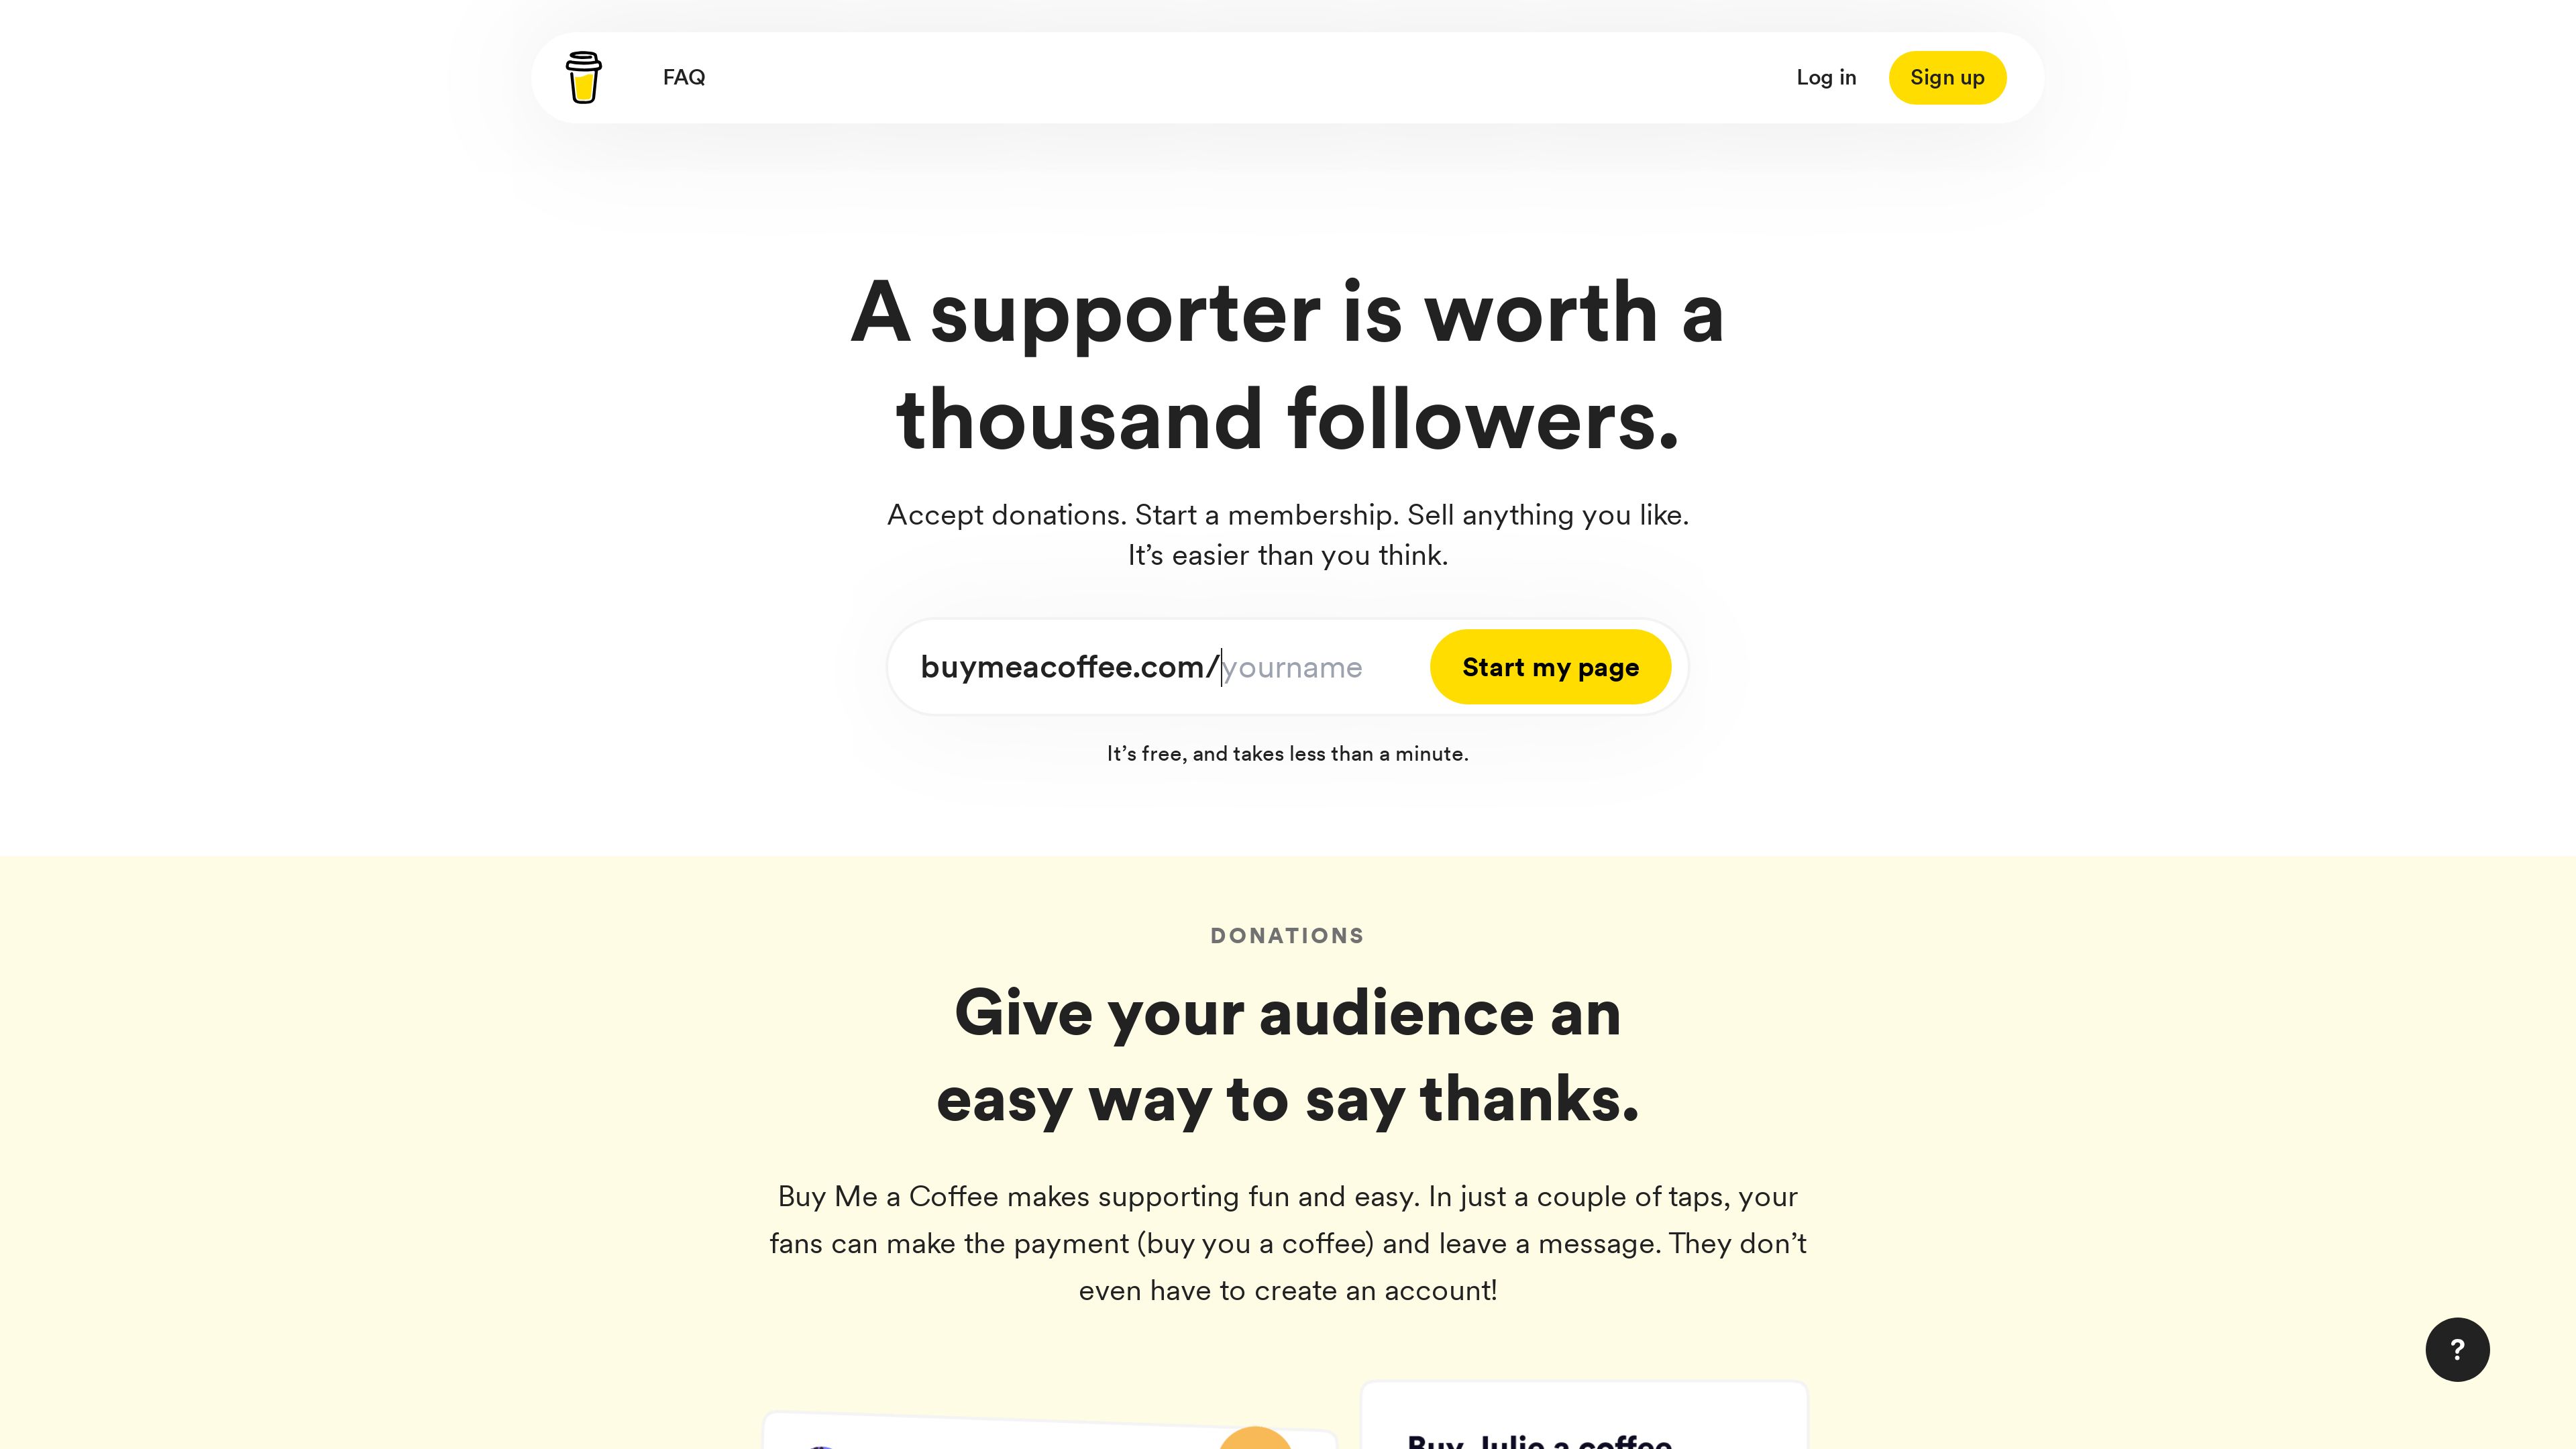 FAQ
Log in
Sign up
A supporter is worth a
thousand followers.
Accept donations. Start a membership. Sell anything you like.
It’s easier than you think.
buymeacoffee.com/yourname
Start my page
It’s free, and takes less than a minute.
DONATIONS
Give your audience an
easy way to say thanks.
Buy Me a Coffee makes supporting fun and easy. In just a couple of taps, your
fans can make the payment (buy you a coffee) and leave a message. They don’t
even have to create an account!
?
Buy Julie a coffee